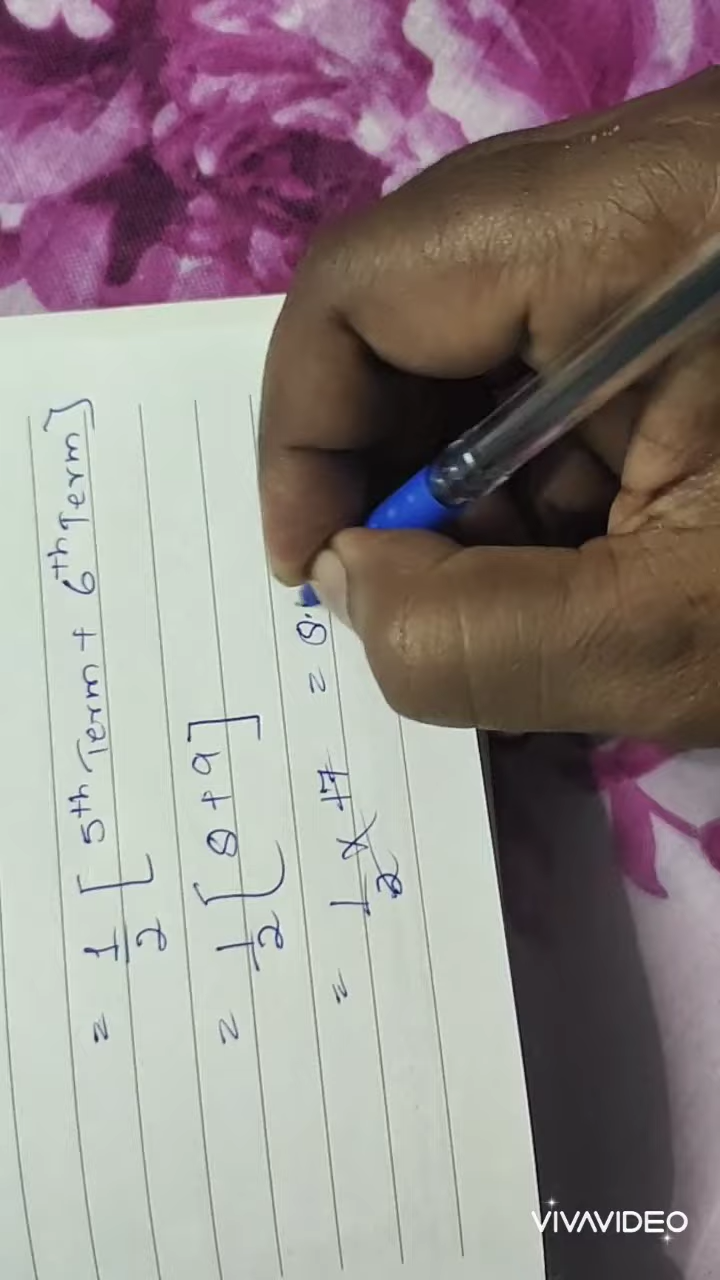 = 1/2 [ 5th Term + 6th Term ]
= 1/2 [ 8 + 9 ]
= 1/2 x 17 = 8.
VIVAVIDEO